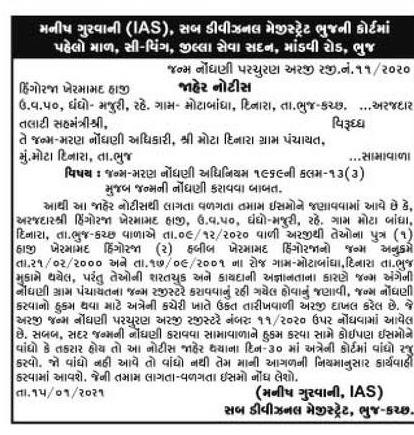 મનીષ ગુરવાની (IAS), સબ ડીવીઝનલ મેજીસ્ટ્રેટ ભુજની કોર્ટમાં
પહેલો માળ, સી-વિંગ, જીલ્લા સેવા સદન, માંડવી રોડ, ભુજ
જન્મ નોંધણી પરચુરણ અરજી રજી.નં.૧૧/૨૦૨૦
હિંગોરજા ખેરમામદ હાજી જાહેર નોટીસ
ઉ.વ.૫૦, ધંધો- મજુરી, રહે. ગામ- મોટાબાંધા, દિનારા, તા.ભુજ-કચ્છ. ...અરજદાર
તલાટી સહમંત્રીશ્રી, વિરૂધ્ધ
તે જન્મ-મરણ નોંધણી અધિકારી, શ્રી મોટા દિનારા ગ્રામ પંચાયત,
મું.મોટા દિનારા, તા.ભુજ ...સામાવાળા
વિષય : જન્મ-મરણ નોંધણી અધિનિયમ ૧૯૬૯ની કલમ-૧૩(૩)
મુજબ જન્મની નોંધણી કરાવવા બાબત.
આથી આ જાહેર નોટીસથી લાગતા વળગતા તમામ ઈસમોને જણાવવામાં આવે છે કે,
અરજદારશ્રી હિંગોરજા ખેરમામદ હાજી, ઉ.વ.૫૦, ધંધો-મજુરી, રહે. ગામ મોટા બાંધા,
દિનારા, તા.ભુજ-કચ્છ વાળાએ તા.૦૯/૧૨/૨૦૨૦ વાળી અરજીથી તેઓના પુત્ર (૧)
હાજી ખેરમામદ હિંગોરજા (૨) હબીબ ખેરમામદ હિંગોરજાનો જન્મ અનુક્રમે
તા.૨૧/૦૨/૨૦૦૦ અને તા.૧૭/૦૯/૨૦૦૧ ના રોજ ગામ-મોટાબાંધા, દિનારા, તા.ભુજ
મુકામે થયેલ, પરંતુ તેઓની શરતચુક અને કાયદાની અજ્ઞાનતાના કારણે જન્મ અંગેની
નોંધણી ગ્રામ પંચાયતના જન્મ રજીસ્ટરે કરાવવાનું રહી ગયેલ હોવાનું જણાવી, જન્મ નોંધણી
કરવાનો હુકમ થવા માટે અત્રેની કચેરી ખાતે ઉક્ત તારીખવાળી અરજી દાખલ કરેલ છે. જે
અરજી જન્મ નોંધણી પરચુરણ અરજી રજીસ્ટરે નંબરઃ ૧૧/૨૦૨૦ ઉપર નોંધવામાં આવેલ
છે. સબબ, સદર જન્મની નોંધણી કરાવવા સામાવાળાને હુકમ કરવા સામે કોઈપણ ઈસમોને
વાંધો કે તકરાર હોય તો આ નોટીસ જાહેર થયાના દિન-૩૦ માં અત્રેની કોર્ટમાં વાંધો રજુ
કરવો. જો વાંધો નહી આવે તો વાંધો નથી તેમ માની આગળની નિયમાનુસાર કાર્યવાહી
કરવામાં આવશે. જેની તમામ લાગતા-વળગતા ઈસમો નોંધ લેશો.
તા.૧૫/૦૧/૨૦૨૧ (મનીષ ગુરવાની, IAS)
સબ ડીવીઝનલ મેજીસ્ટ્રેટ, ભુજ-કચ્છ.